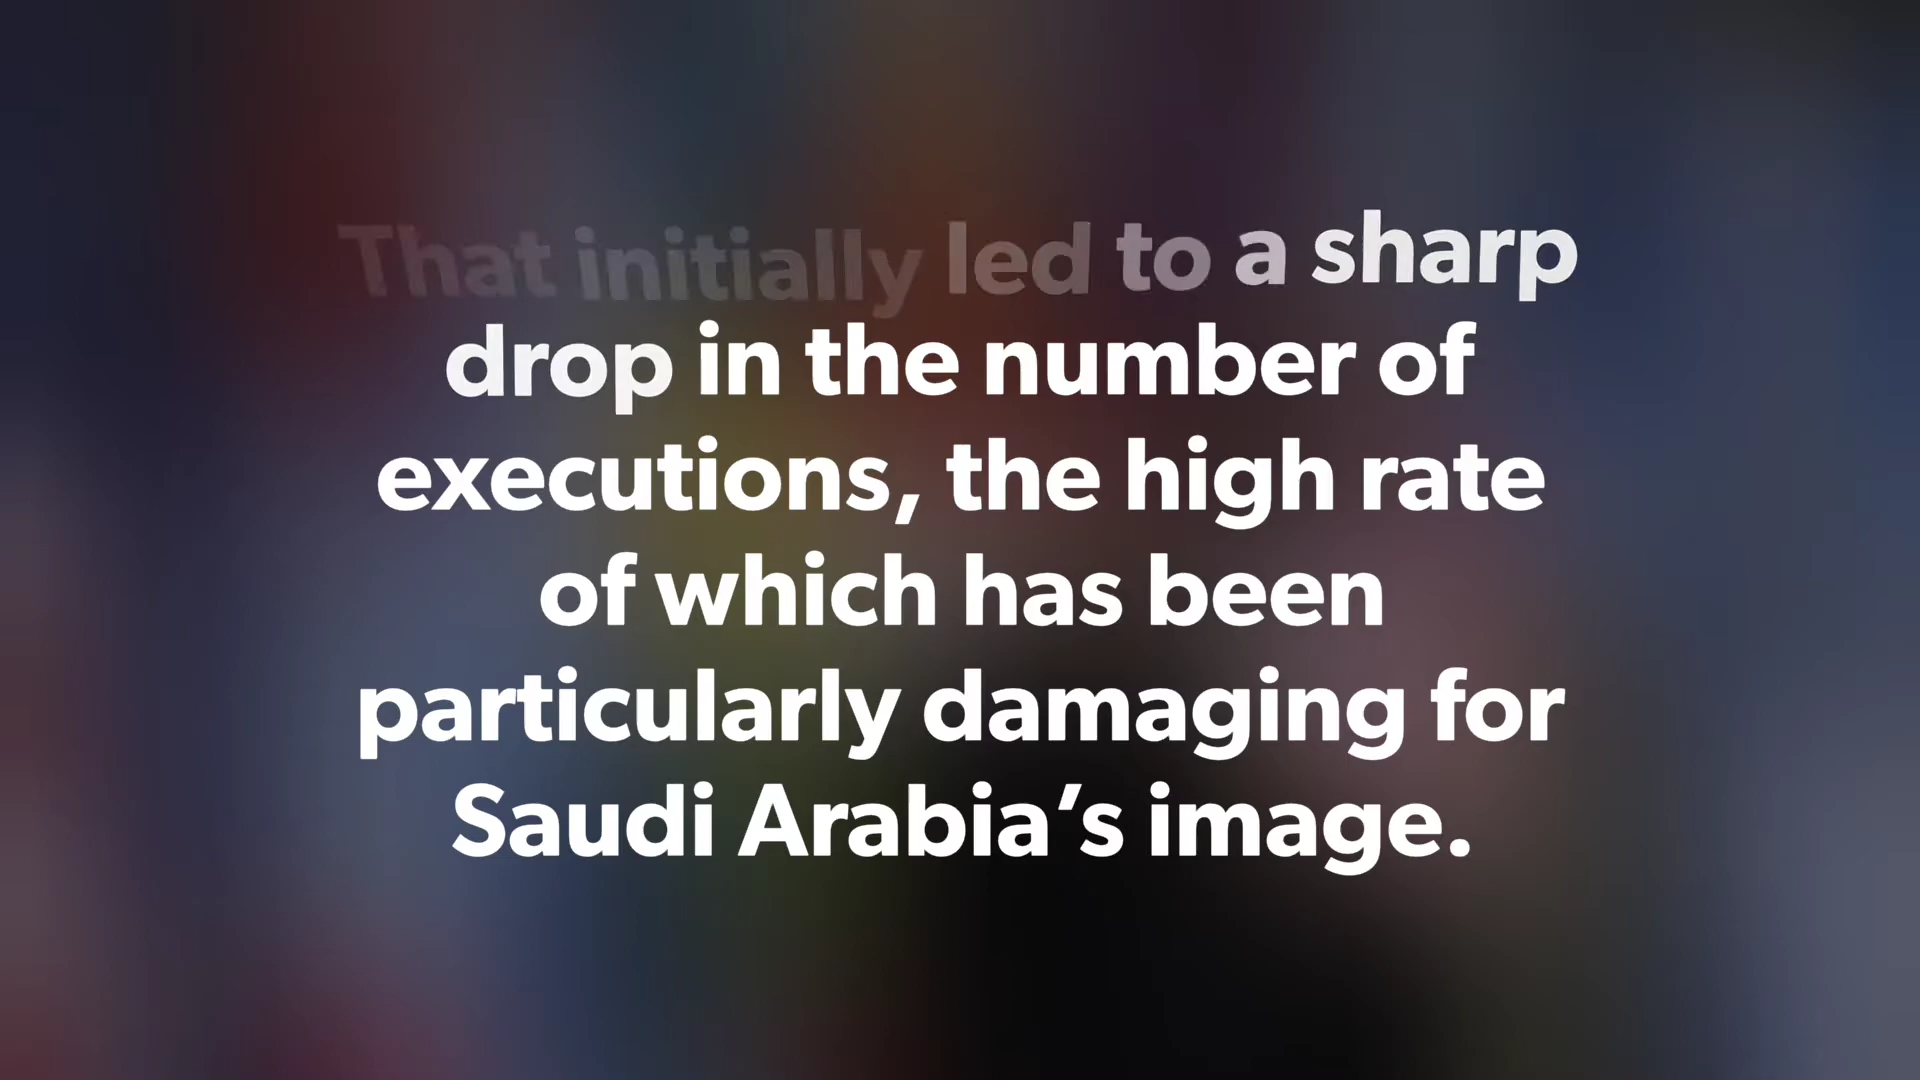 That initially led to a sharp
drop in the number of
executions, the high rate
of which has been
particularly damaging for
Saudi Arabia’s image.